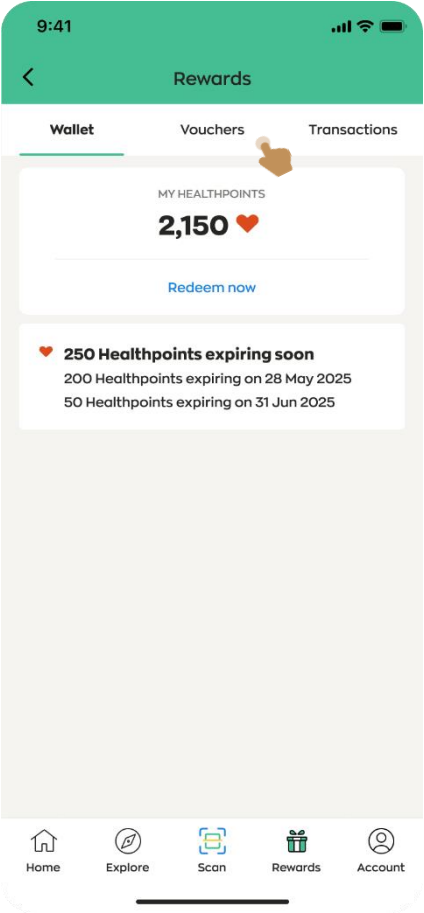 9:41
Rewards
Wallet Vouchers Transactions
MY HEALTHPOINTS
2,150
Redeem now
250 Healthpoints expiring soon
200 Healthpoints expiring on 28 May 2025
50 Healthpoints expiring on 31 Jun 2025
Home Explore Scan Rewards Account